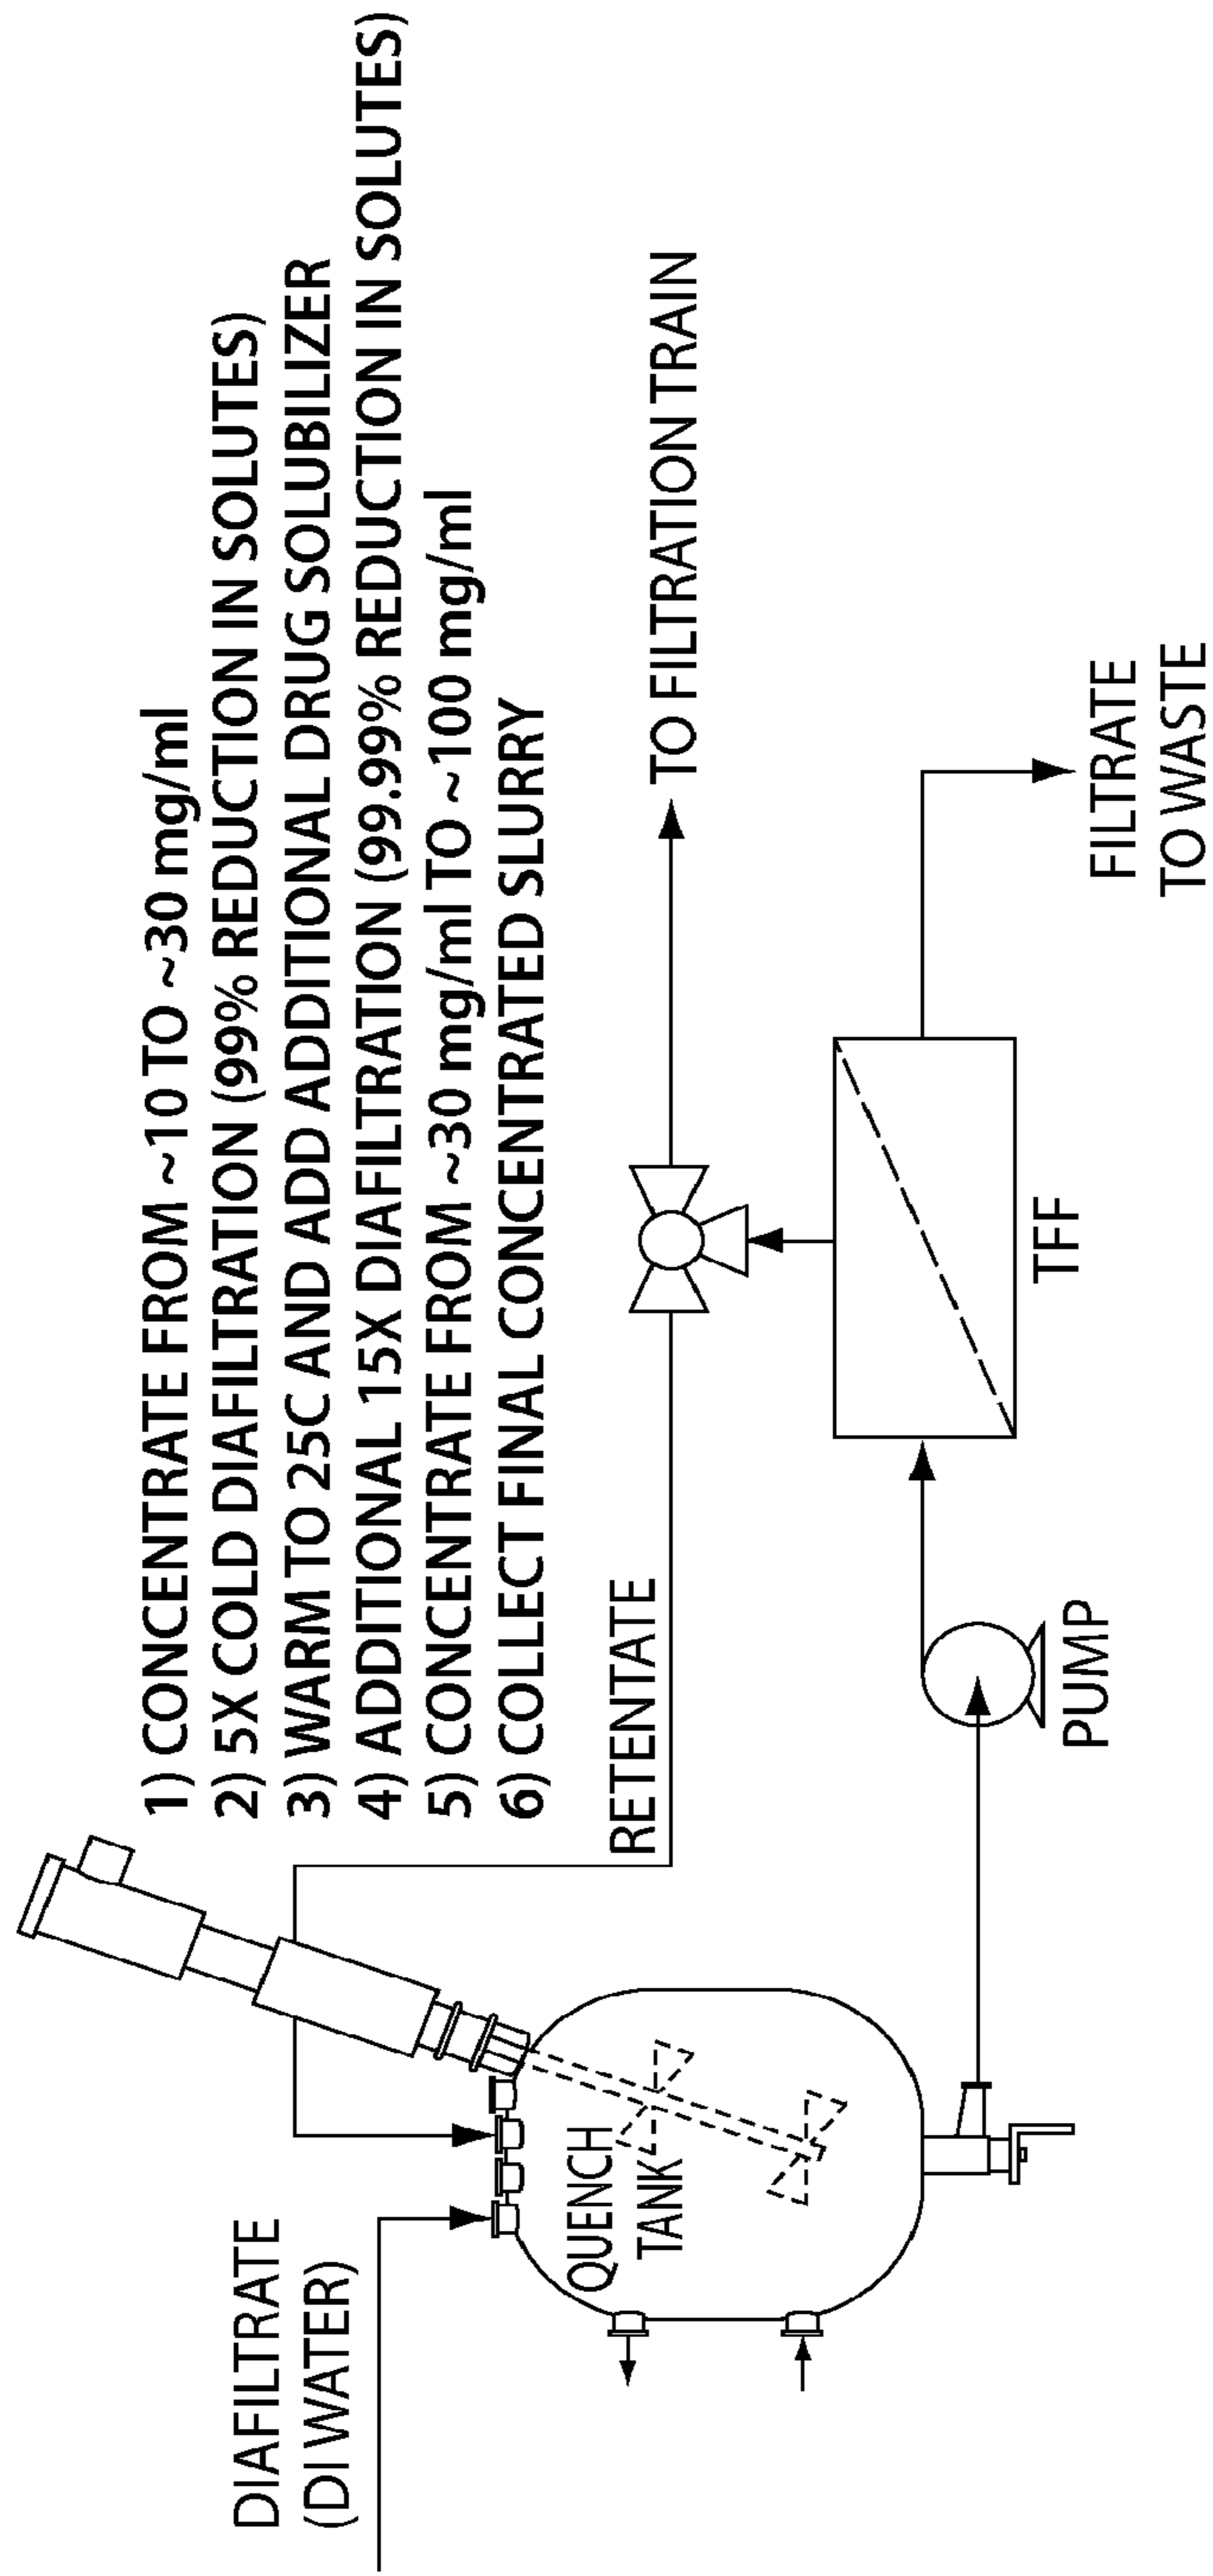 1) CONCENTRATE FROM ~10 TO ~30 mg/ml
2) 5X COLD DIAFILTRATION (99% REDUCTION IN SOLUTES)
3) WARM TO 25C AND ADD ADDITIONAL DRUG SOLUBILIZER
4) ADDITIONAL 15X DIAFILTRATION (99.99% REDUCTION IN SOLUTES)
5) CONCENTRATE FROM ~30 mg/ml TO ~100 mg/ml
6) COLLECT FINAL CONCENTRATED SLURRY
DIAFILTRATE
(DI WATER)
RETENTATE
TO FILTRATION TRAIN
QUENCH
TANK
PUMP
TFF
FILTRATE
TO WASTE